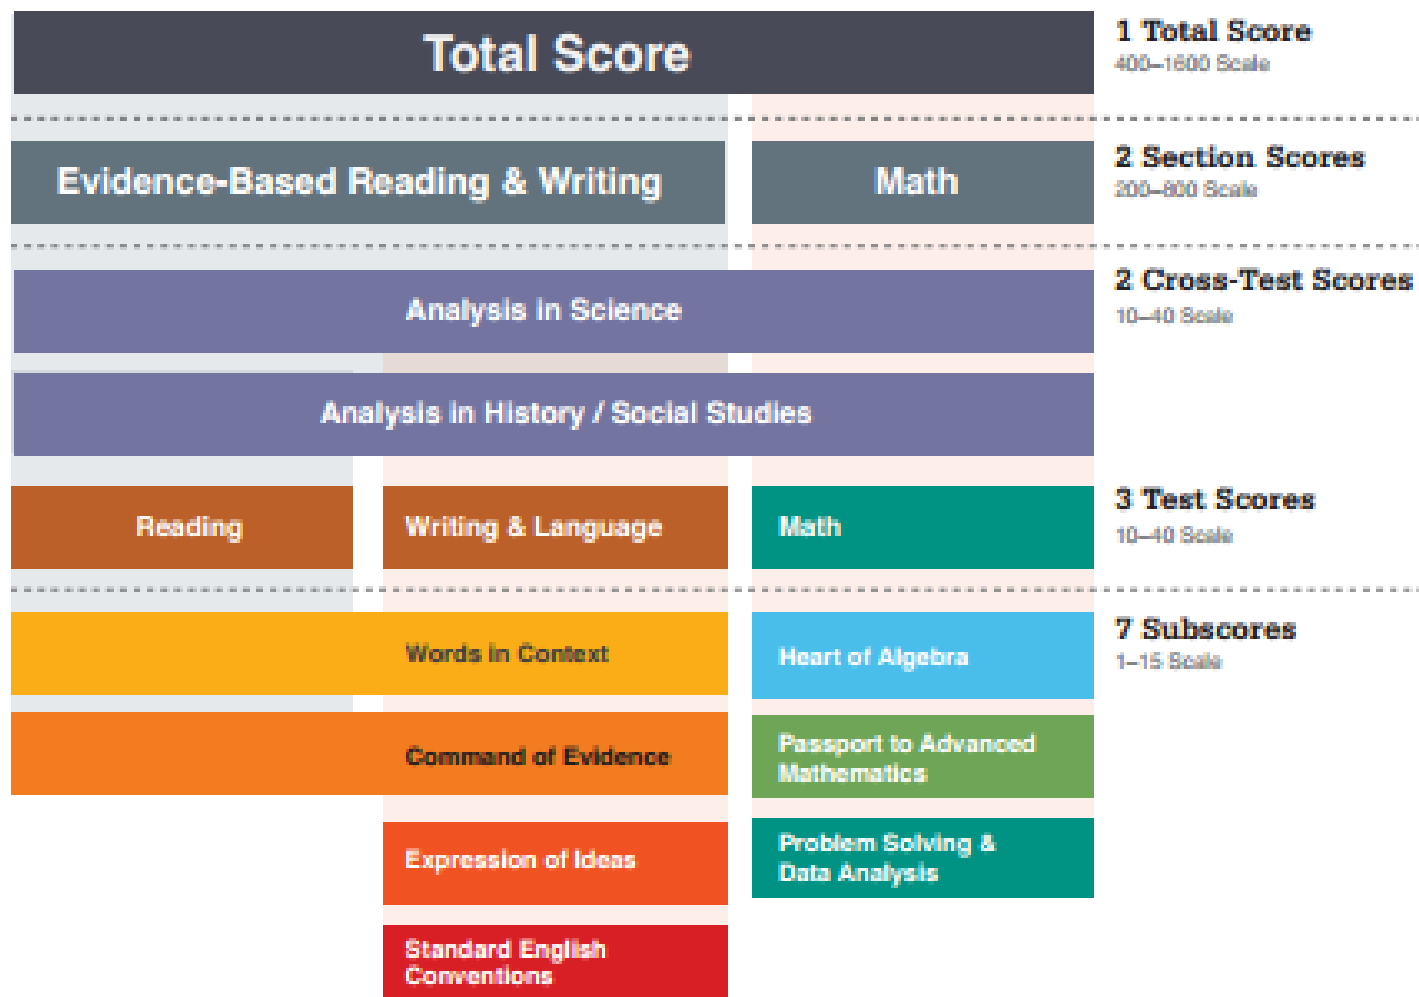 Total Score
1 Total Score
400–1600 Scale
Evidence-Based Reading & Writing
Math
2 Section Scores
200–800 Scale
Analysis in Science
2 Cross-Test Scores
10–40 Scale
Analysis in History / Social Studies
Reading
Writing & Language
Math
3 Test Scores
10–40 Scale
Words in Context
Heart of Algebra
7 Subscores
1–15 Scale
Command of Evidence
Passport to Advanced
Mathematics
Expression of Ideas
Problem Solving &
Data Analysis
Standard English
Conventions